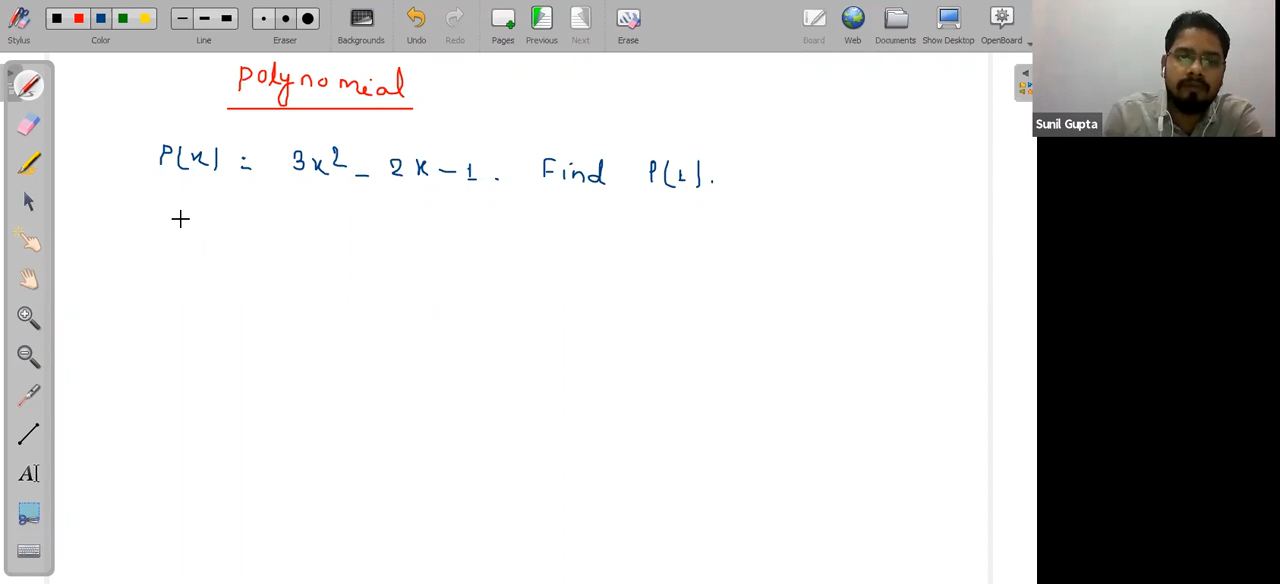 Stylus Color Line Eraser Backgrounds Undo Redo Pages Previous Next Erase Board Web Documents Show Desktop OpenBoard
Polynomial
P(x) = 3x² - 2x - 1. Find P(1).
Sunil Gupta
AI